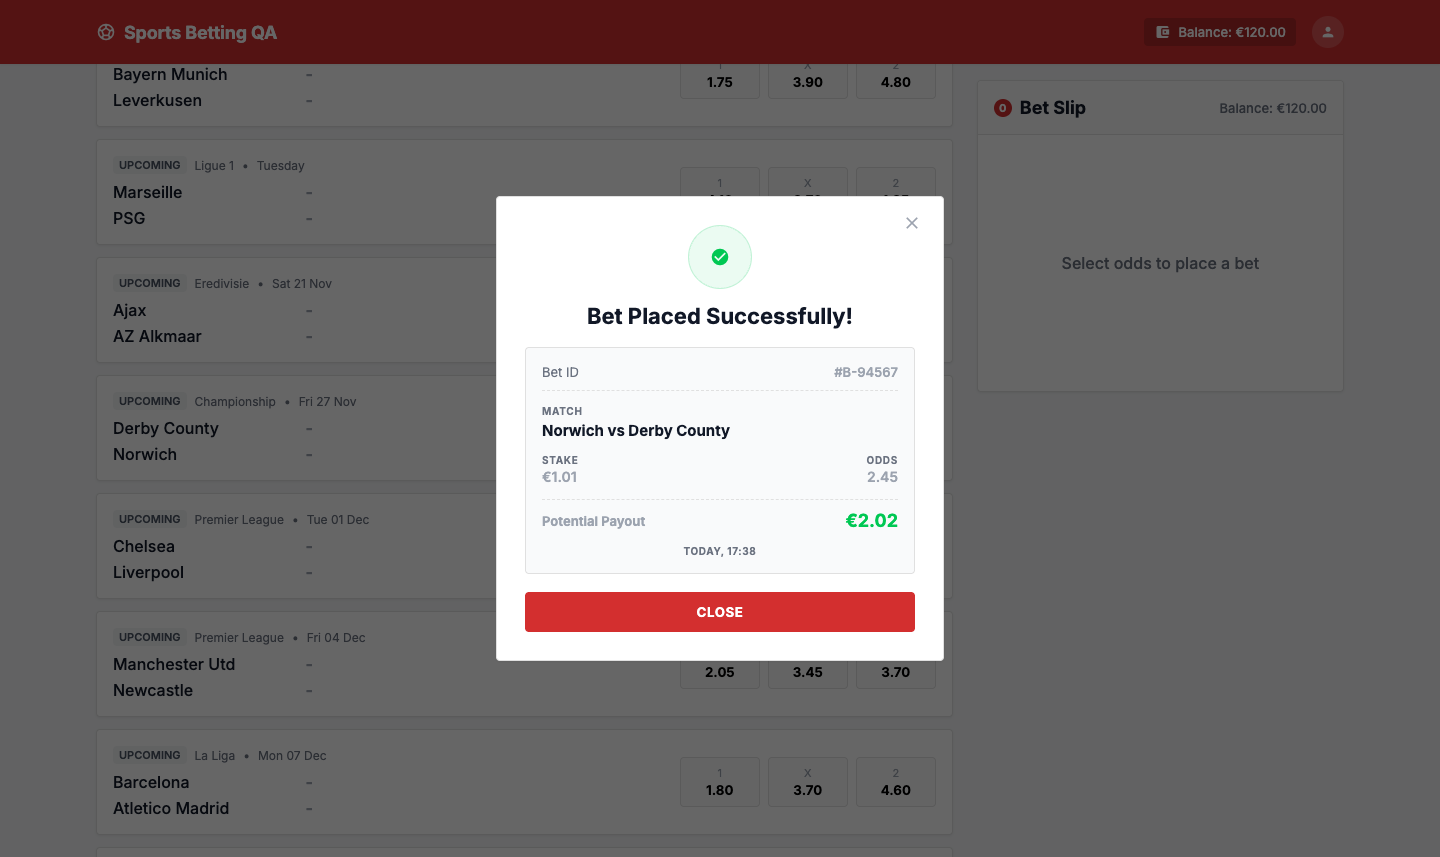 Sports Betting QA
Balance: €120.00
Bayern Munich -
Leverkusen -
1.75 3.90 4.80
0 Bet Slip
Balance: €120.00
Select odds to place a bet
UPCOMING Ligue 1 • Tuesday
Marseille -
PSG -
1 X 2
UPCOMING Eredivisie • Sat 21 Nov
Ajax -
AZ Alkmaar -
UPCOMING Championship • Fri 27 Nov
Derby County -
Norwich -
UPCOMING Premier League • Tue 01 Dec
Chelsea -
Liverpool -
UPCOMING Premier League • Fri 04 Dec
Manchester Utd -
Newcastle -
2.05 3.45 3.70
UPCOMING La Liga • Mon 07 Dec
Barcelona -
Atletico Madrid -
1 X 2
1.80 3.70 4.60
Bet Placed Successfully!
Bet ID #B-94567
MATCH
Norwich vs Derby County
STAKE ODDS
€1.01 2.45
Potential Payout €2.02
TODAY, 17:38
CLOSE